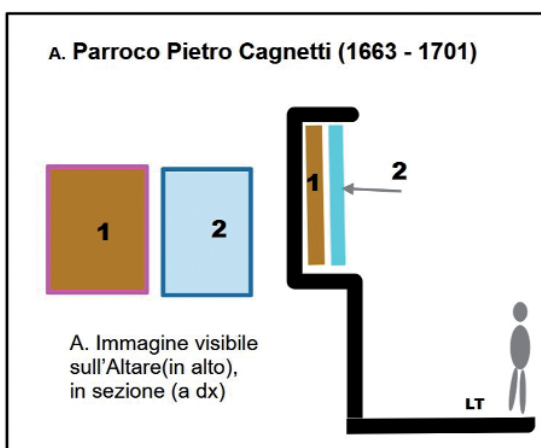 A. Parroco Pietro Cagnetti (1663 - 1701)
1
2
1
2
A. Immagine visibile
sull'Altare(in alto),
in sezione (a dx)
LT